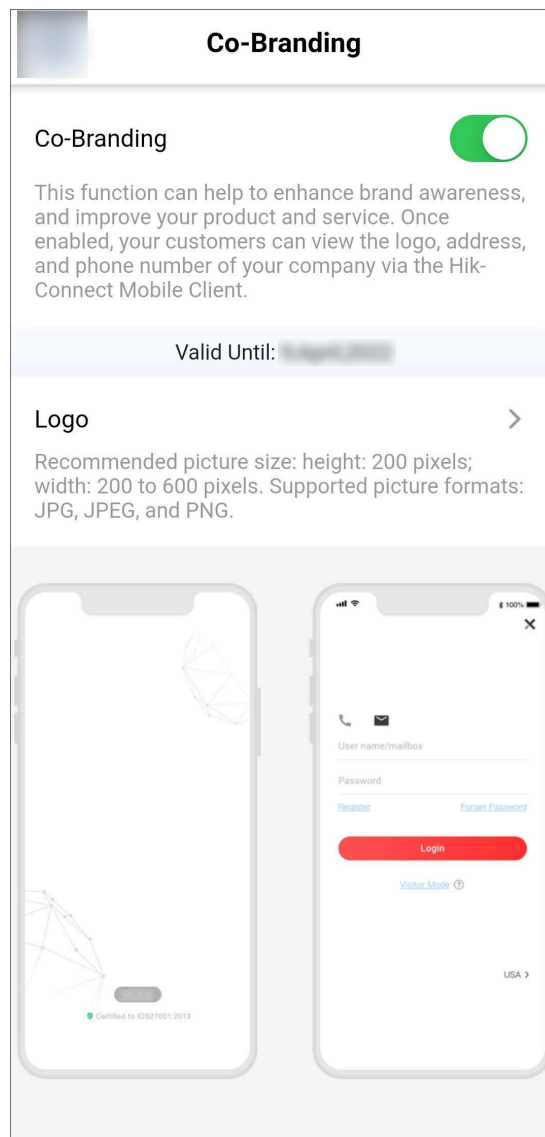 Co-Branding
Co-Branding
This function can help to enhance brand awareness,
and improve your product and service. Once
enabled, your customers can view the logo, address,
and phone number of your company via the Hik-
Connect Mobile Client.
Valid Until:
Logo
Recommended picture size: height: 200 pixels;
width: 200 to 600 pixels. Supported picture formats:
JPG, JPEG, and PNG.
Certified to IOS27001:2013
100%
User name/mailbox
Password
Register Forget Password
Login
Visitor Mode ?
USA >